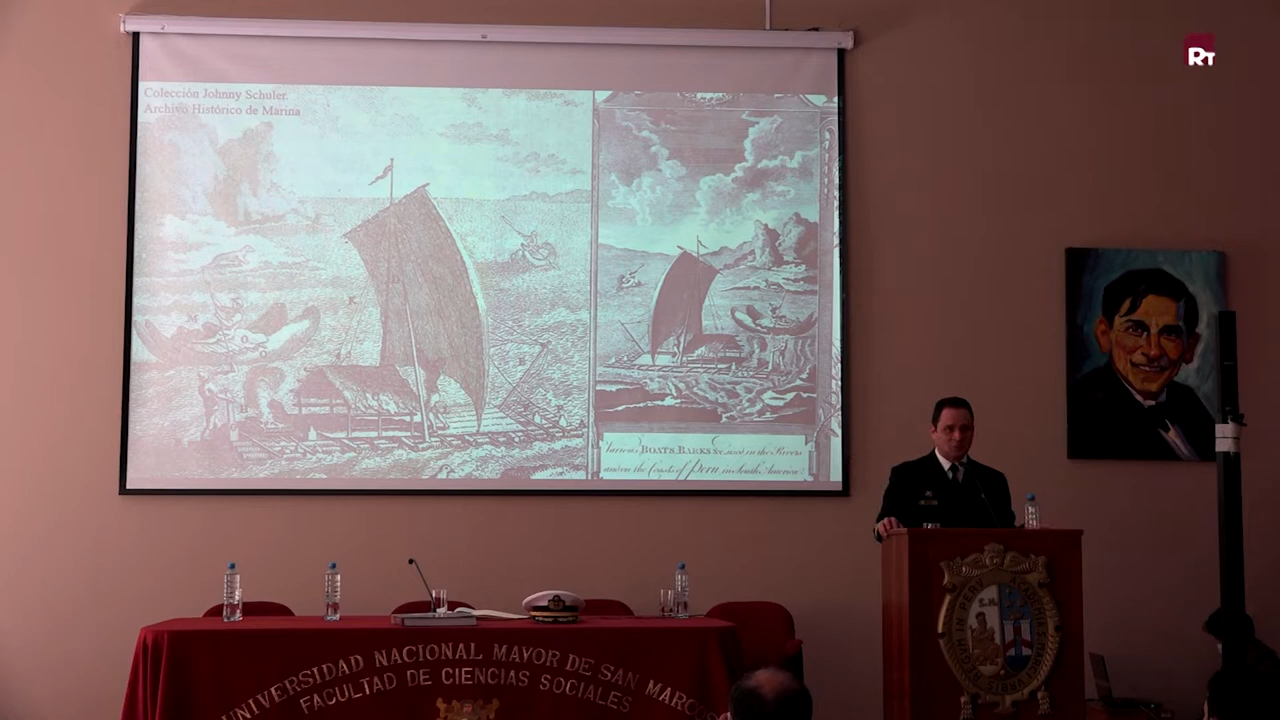 RT
Colección Johnny Schuler.
Archivo Histórico de Marina
Various BOATS, BARKS &c. used in the Rivers
and on the Coasts of Peru, in South America.
UNIVERSIDAD NACIONAL MAYOR DE SAN MARCOS
FACULTAD DE CIENCIAS SOCIALES